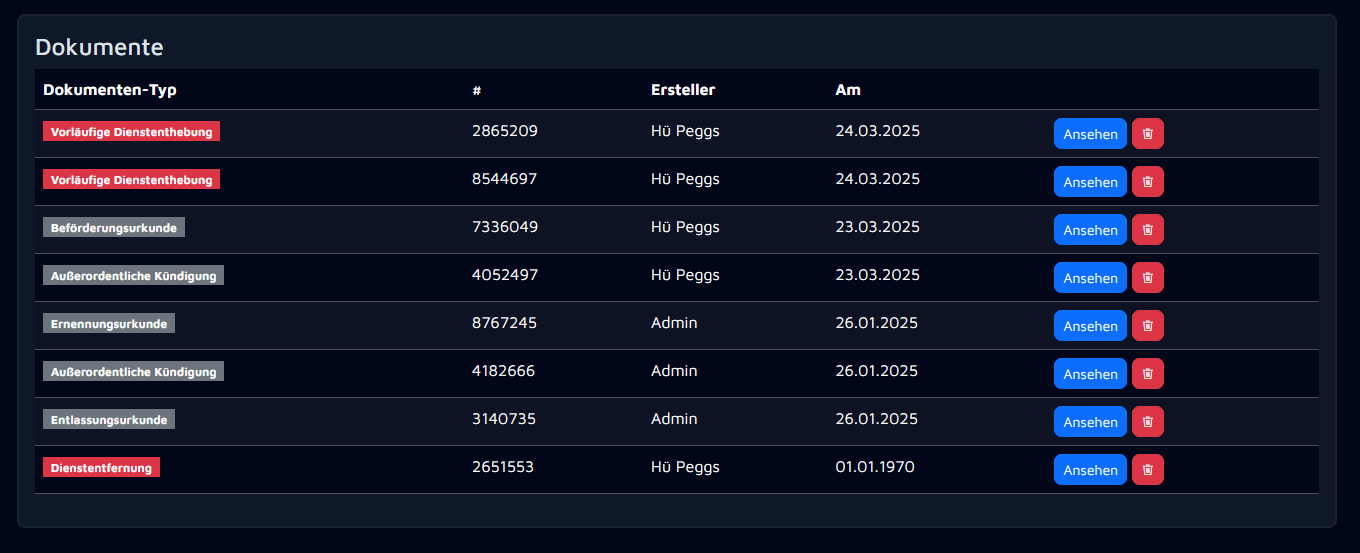 Dokumente
Dokumenten-Typ # Ersteller Am
Vorläufige Dienstenthebung 2865209 Hü Peggs 24.03.2025 Ansehen
Vorläufige Dienstenthebung 8544697 Hü Peggs 24.03.2025 Ansehen
Beförderungsurkunde 7336049 Hü Peggs 23.03.2025 Ansehen
Außerordentliche Kündigung 4052497 Hü Peggs 23.03.2025 Ansehen
Ernennungsurkunde 8767245 Admin 26.01.2025 Ansehen
Außerordentliche Kündigung 4182666 Admin 26.01.2025 Ansehen
Entlassungsurkunde 3140735 Admin 26.01.2025 Ansehen
Dienstentfernung 2651553 Hü Peggs 01.01.1970 Ansehen